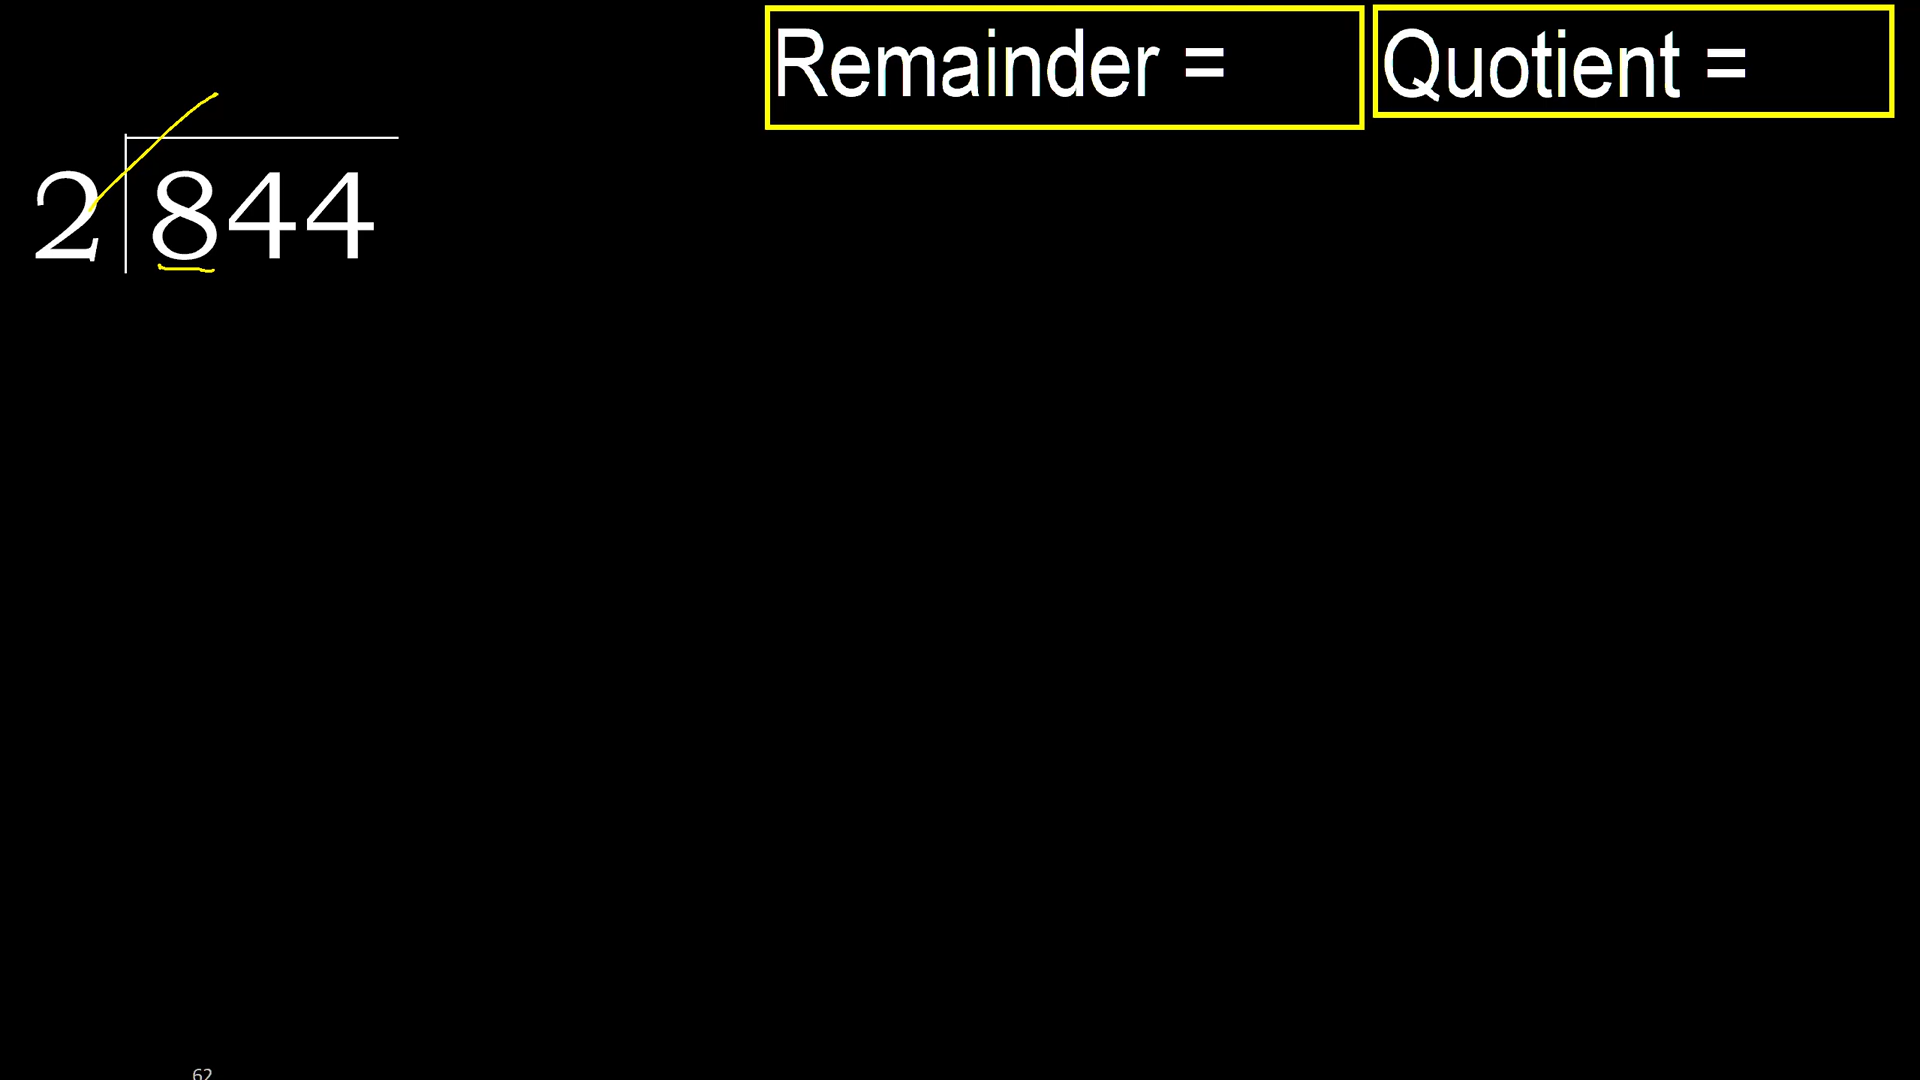 Remainder =
Quotient =
2 844
62